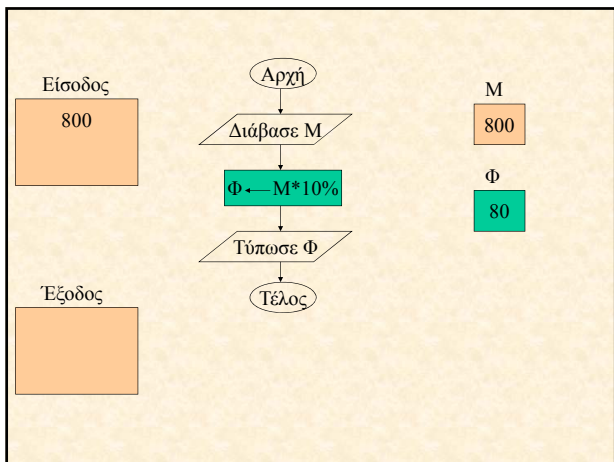 Είσοδος
800
Έξοδος
Αρχή
Διάβασε Μ
Φ ← Μ*10%
Τύπωσε Φ
Τέλος
Μ
800
Φ
80